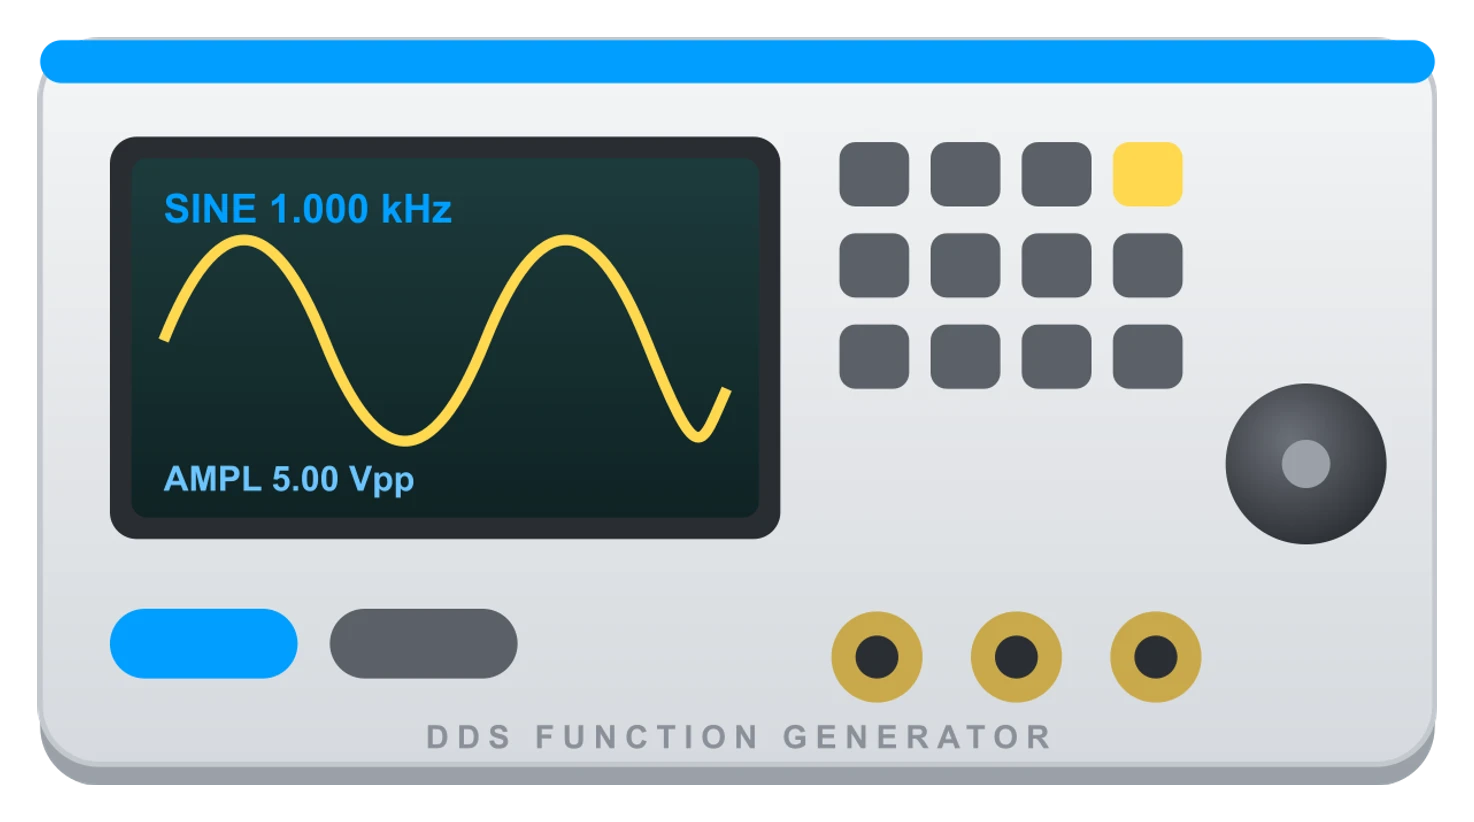 SINE 1.000 kHz
AMPL 5.00 Vpp
DDS FUNCTION GENERATOR